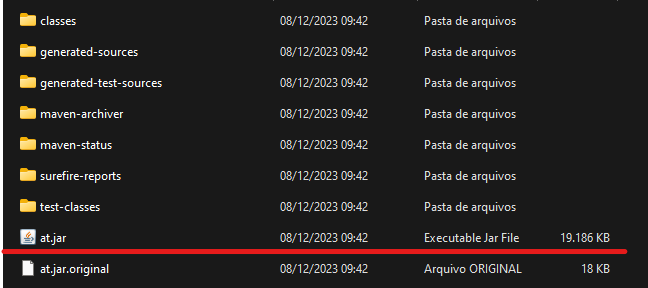 classes 08/12/2023 09:42 Pasta de arquivos
generated-sources 08/12/2023 09:42 Pasta de arquivos
generated-test-sources 08/12/2023 09:42 Pasta de arquivos
maven-archiver 08/12/2023 09:42 Pasta de arquivos
maven-status 08/12/2023 09:42 Pasta de arquivos
surefire-reports 08/12/2023 09:42 Pasta de arquivos
test-classes 08/12/2023 09:42 Pasta de arquivos
at.jar 08/12/2023 09:42 Executable Jar File 19.186 KB
at.jar.original 08/12/2023 09:42 Arquivo ORIGINAL 18 KB